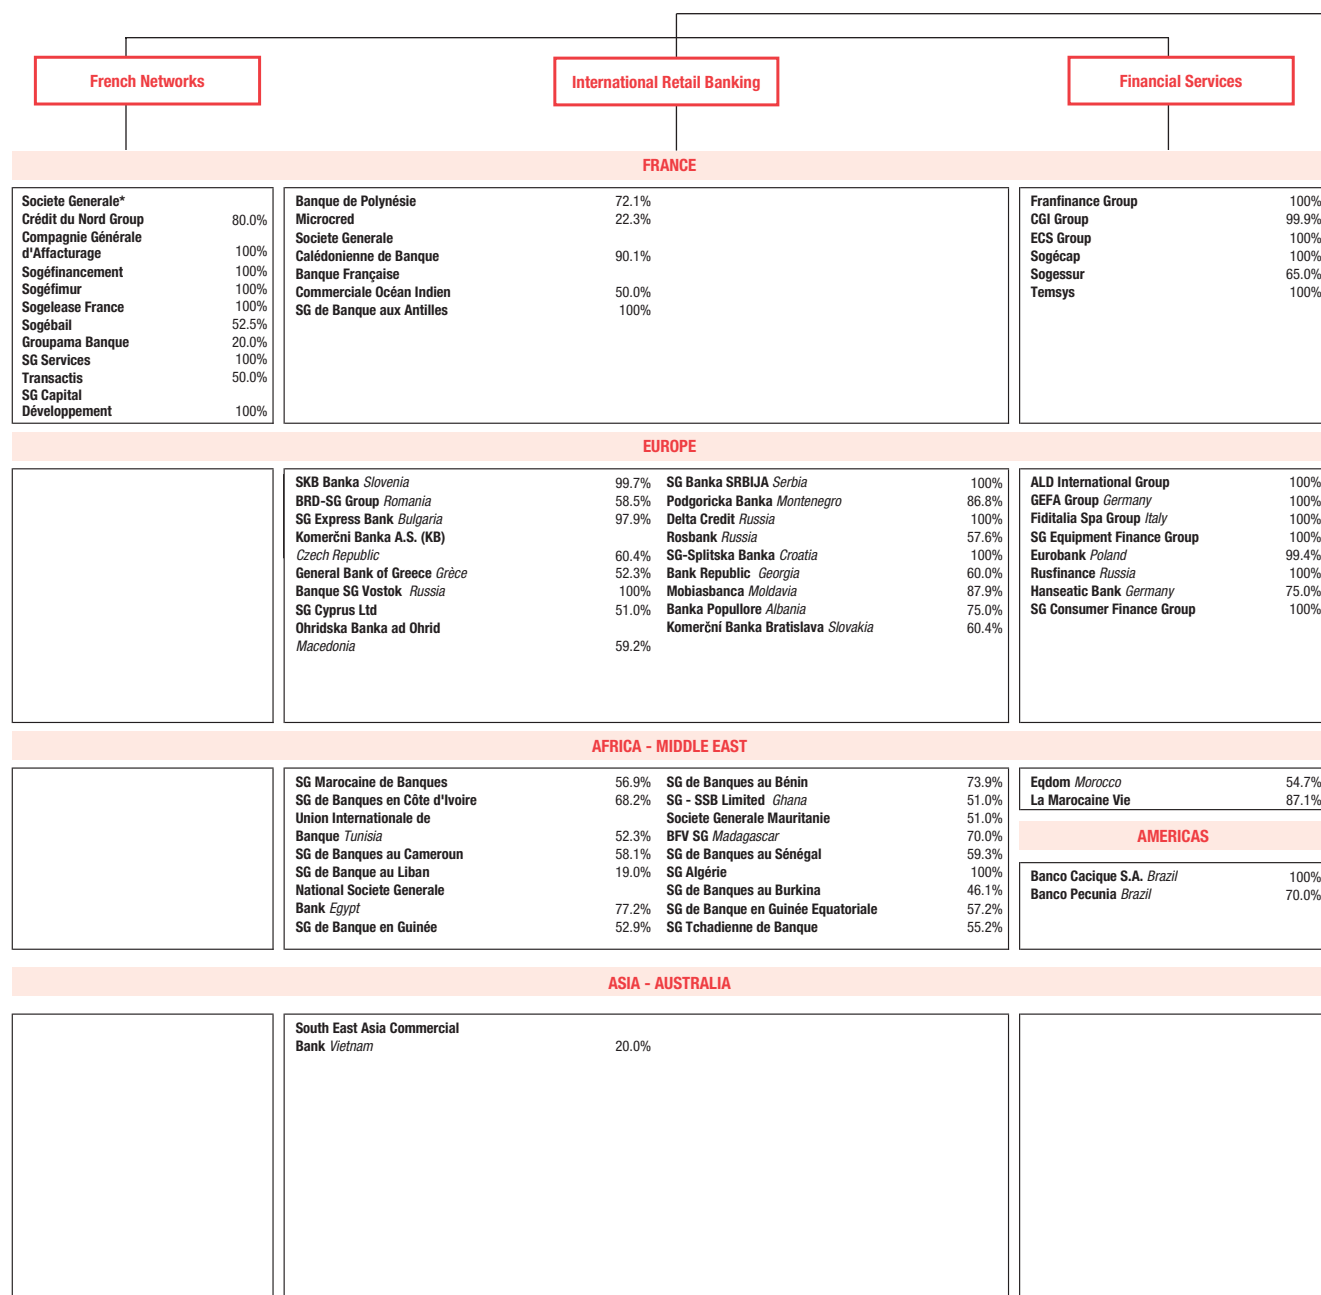 French Networks
International Retail Banking
Financial Services
FRANCE
Societe Generale*
Crédit du Nord Group 80.0%
Compagnie Générale
d'Affacturage 100%
Sogéfinancement 100%
Sogéfimur 100%
Sogelease France 100%
Sogébail 52.5%
Groupama Banque 20.0%
SG Services 100%
Transactis 50.0%
SG Capital
Développement 100%
Banque de Polynésie 72.1%
Microcred 22.3%
Societe Generale
Calédonienne de Banque 90.1%
Banque Française
Commerciale Océan Indien 50.0%
SG de Banque aux Antilles 100%
Franfinance Group 100%
CGI Group 99.9%
ECS Group 100%
Sogécap 100%
Sogessur 65.0%
Temsys 100%
EUROPE
SKB Banka Slovenia 99.7%
BRD-SG Group Romania 58.5%
SG Express Bank Bulgaria 97.9%
Komerčni Banka A.S. (KB)
Czech Republic 60.4%
General Bank of Greece Grèce 52.3%
Banque SG Vostok Russia 100%
SG Cyprus Ltd 51.0%
Ohridska Banka ad Ohrid
Macedonia 59.2%
SG Banka SRBIJA Serbia 100%
Podgoricka Banka Montenegro 86.8%
Delta Credit Russia 100%
Rosbank Russia 57.6%
SG-Splitska Banka Croatia 100%
Bank Republic Georgia 60.0%
Mobiasbanca Moldavia 87.9%
Banka Popullore Albania 75.0%
Komerční Banka Bratislava Slovakia 60.4%
ALD International Group 100%
GEFA Group Germany 100%
Fiditalia Spa Group Italy 100%
SG Equipment Finance Group 100%
Eurobank Poland 99.4%
Rusfinance Russia 100%
Hanseatic Bank Germany 75.0%
SG Consumer Finance Group 100%
AFRICA - MIDDLE EAST
SG Marocaine de Banques 56.9%
SG de Banques en Côte d'Ivoire 68.2%
Union Internationale de
Banque Tunisia 52.3%
SG de Banques au Cameroun 58.1%
SG de Banque au Liban 19.0%
National Societe Generale
Bank Egypt 77.2%
SG de Banque en Guinée 52.9%
SG de Banques au Bénin 73.9%
SG - SSB Limited Ghana 51.0%
Societe Generale Mauritanie 51.0%
BFV SG Madagascar 70.0%
SG de Banques au Sénégal 59.3%
SG Algérie 100%
SG de Banques au Burkina 46.1%
SG de Banque en Guinée Equatoriale 57.2%
SG Tchadienne de Banque 55.2%
Eqdom Morocco 54.7%
La Marocaine Vie 87.1%
AMERICAS
Banco Cacique S.A. Brazil 100%
Banco Pecunia Brazil 70.0%
ASIA - AUSTRALIA
South East Asia Commercial
Bank Vietnam 20.0%